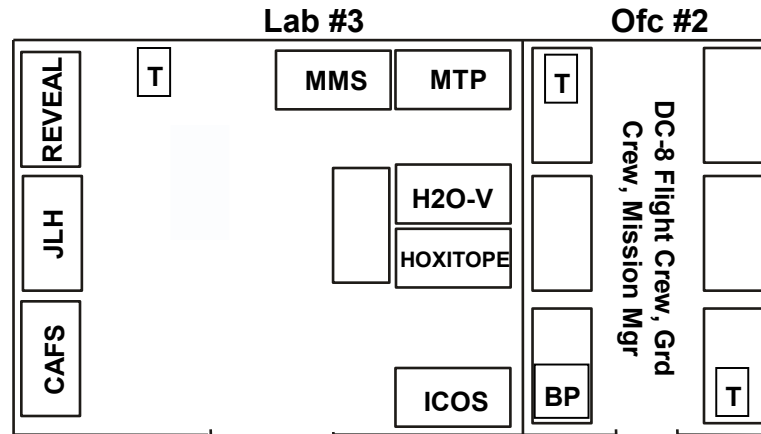 Lab #3
Ofc #2
REVEAL
T
MMS
MTP
T
JLH
H2O-V
HOXITOPE
DC-8 Flight Crew, Grd
Crew, Mission Mgr
CAFS
ICOS
BP
T